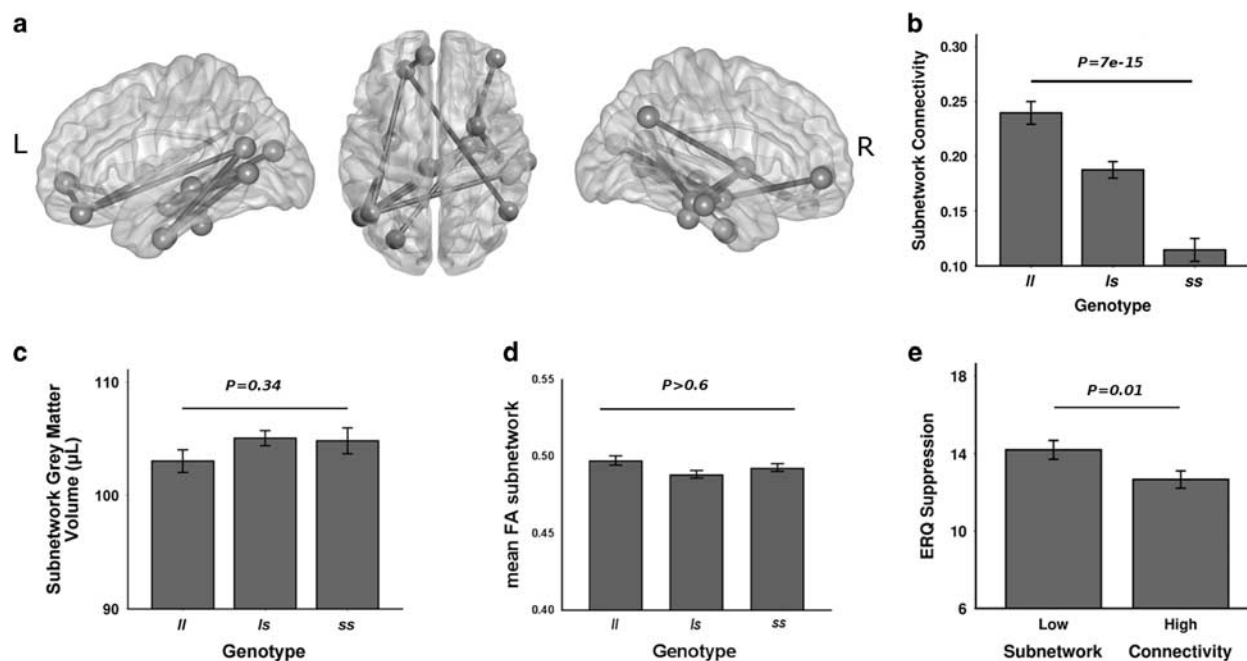 a
L
R
b
0.30
0.25
0.20
0.15
0.10
Subnetwork Connectivity
P=7e-15
ll
ls
ss
Genotype
c
110
100
90
Subnetwork Grey Matter
Volume (µL)
P=0.34
ll
ls
ss
Genotype
d
0.55
0.50
0.45
0.40
mean FA subnetwork
P>0.6
ll
ls
ss
Genotype
e
18
14
10
6
ERQ Suppression
P=0.01
Low
High
Subnetwork
Connectivity